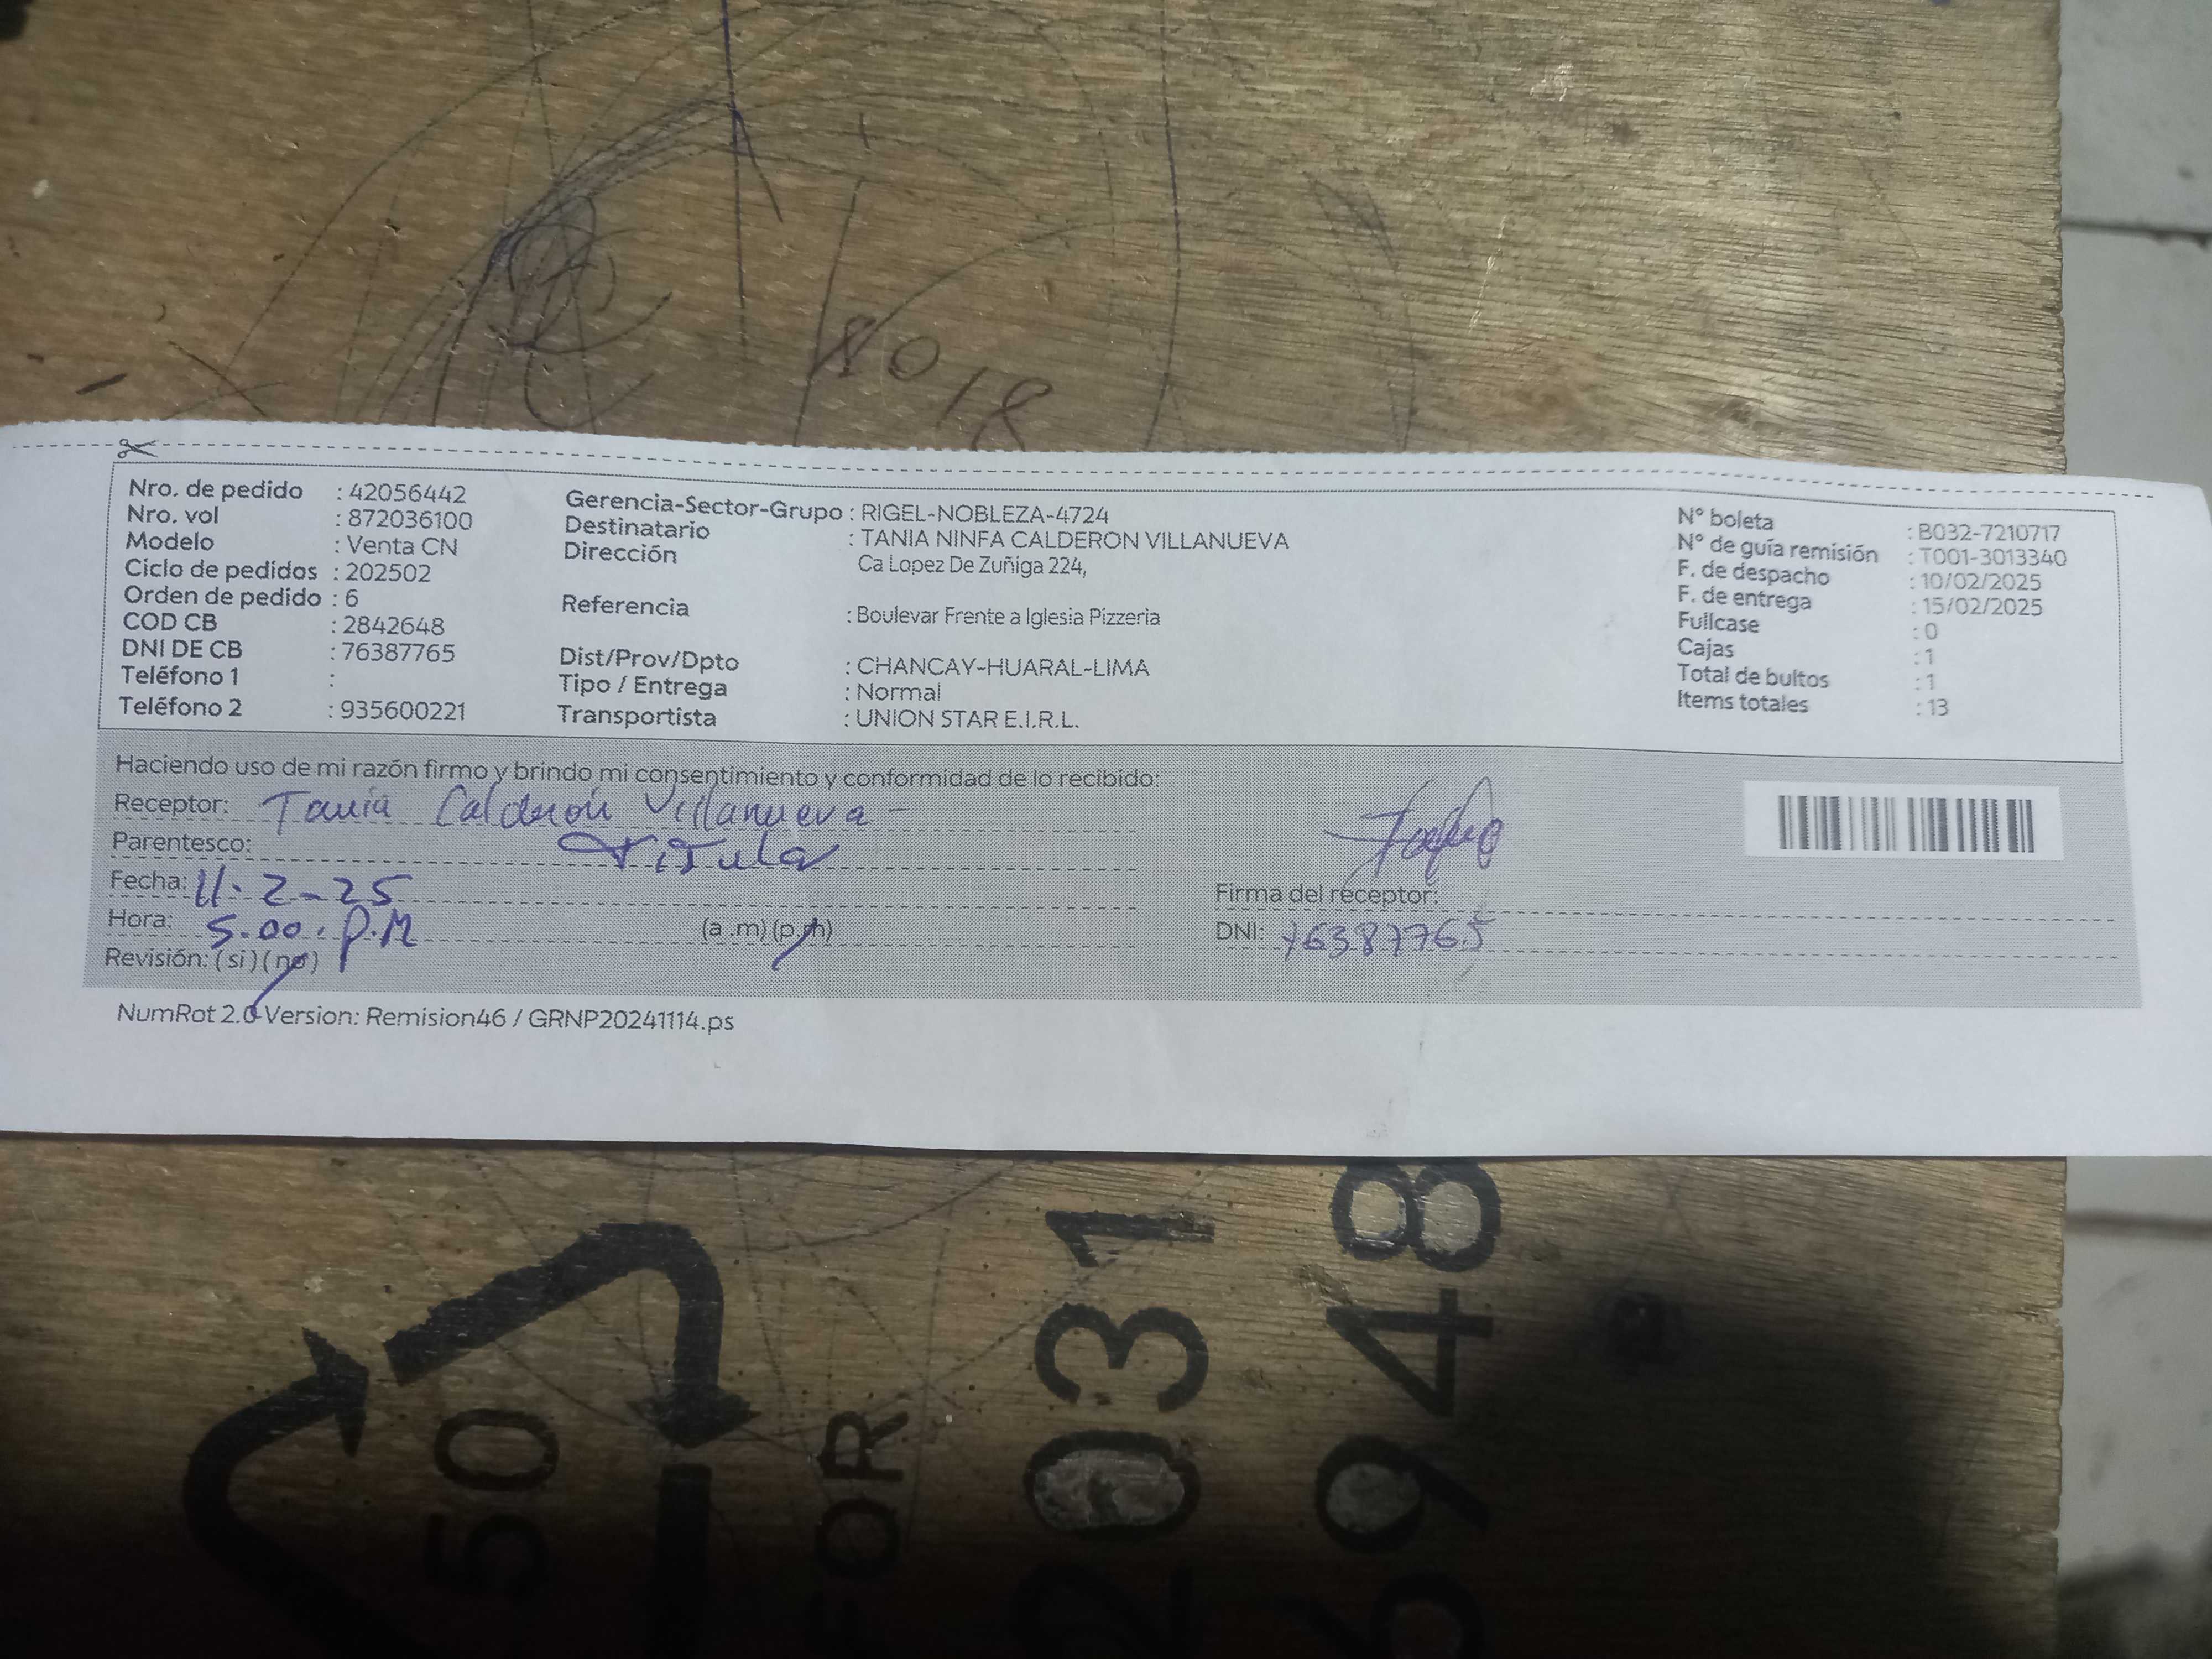 8018
Nro. de pedido : 42056442
Nro. vol : 872036100
Modelo : Venta CN
Ciclo de pedidos : 202502
Orden de pedido : 6
COD CB : 2842648
DNI DE CB : 76387765
Teléfono 1 :
Teléfono 2 : 935600221
Gerencia-Sector-Grupo : RIGEL-NOBLEZA-4724
Destinatario : TANIA NINFA CALDERON VILLANUEVA
Dirección Ca Lopez De Zuñiga 224,
Referencia : Boulevar Frente a Iglesia Pizzeria
Dist/Prov/Dpto : CHANCAY-HUARAL-LIMA
Tipo / Entrega : Normal
Transportista : UNION STAR E.I.R.L.
N° boleta : B032-7210717
N° de guía remisión : T001-3013340
F. de despacho : 10/02/2025
F. de entrega : 15/02/2025
Fullcase : 0
Cajas : 1
Total de bultos : 1
Items totales : 13
Haciendo uso de mi razón firmo y brindo mi consentimiento y conformidad de lo recibido:
Receptor: Tania Calderón Villanueva -
Parentesco: Titular
Fecha: 11-2-25
Hora: 5.00. P.M (a .m) (p.m)
Revisión: (si) (no)
Firma del receptor:
DNI: 76387765
NumRot 2.0 Version: Remision46 / GRNP20241114.ps
50
FOR
2031
6948